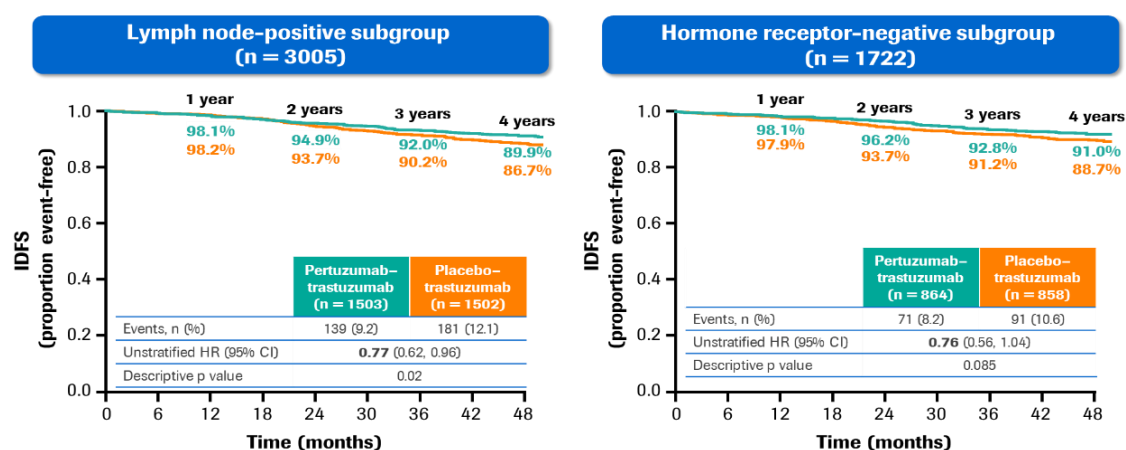 Lymph node-positive subgroup
(n = 3005)
IDFS
(proportion event-free)
1.0
0.8
0.6
0.4
0.2
0.0
1 year
2 years
3 years
4 years
98.1%
98.2%
94.9%
93.7%
92.0%
90.2%
89.9%
86.7%
Pertuzumab–
trastuzumab
(n = 1503)
Placebo–
trastuzumab
(n = 1502)
Events, n (%) 139 (9.2) 181 (12.1)
Unstratified HR (95% CI) 0.77 (0.62, 0.96)
Descriptive p value 0.02
0 6 12 18 24 30 36 42 48
Time (months)
Hormone receptor-negative subgroup
(n = 1722)
IDFS
(proportion event-free)
1.0
0.8
0.6
0.4
0.2
0.0
1 year
2 years
3 years
4 years
98.1%
97.9%
96.2%
93.7%
92.8%
91.2%
91.0%
88.7%
Pertuzumab–
trastuzumab
(n = 864)
Placebo–
trastuzumab
(n = 858)
Events, n (%) 71 (8.2) 91 (10.6)
Unstratified HR (95% CI) 0.76 (0.56, 1.04)
Descriptive p value 0.085
0 6 12 18 24 30 36 42 48
Time (months)